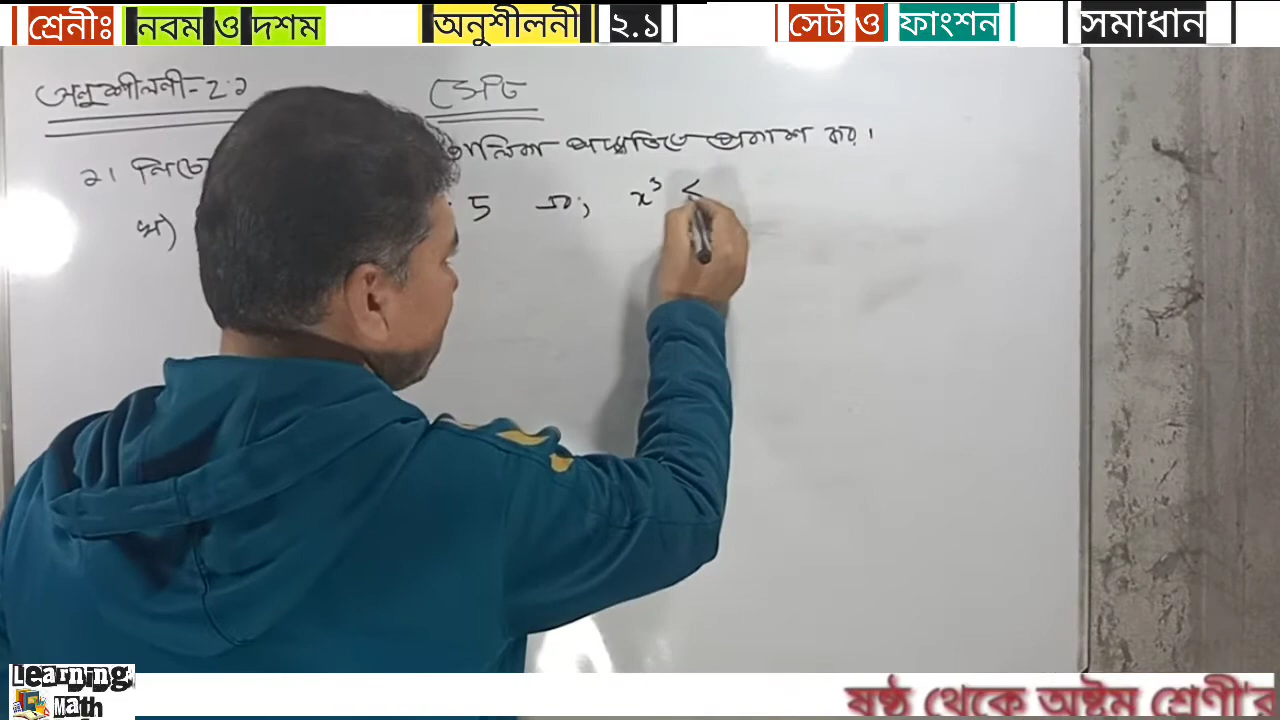 শ্রেনীঃ নবম ও দশম অনুশীলনী ২.১ সেট ও ফাংশন সমাধান
অনুশীলনী-2.১ সেট
২। নিচে তালিকা পদ্ধতিতে প্রকাশ কর।
খ) 5 x³ <
Learning
Math
ষষ্ঠ থেকে অষ্টম শ্রেণী'র